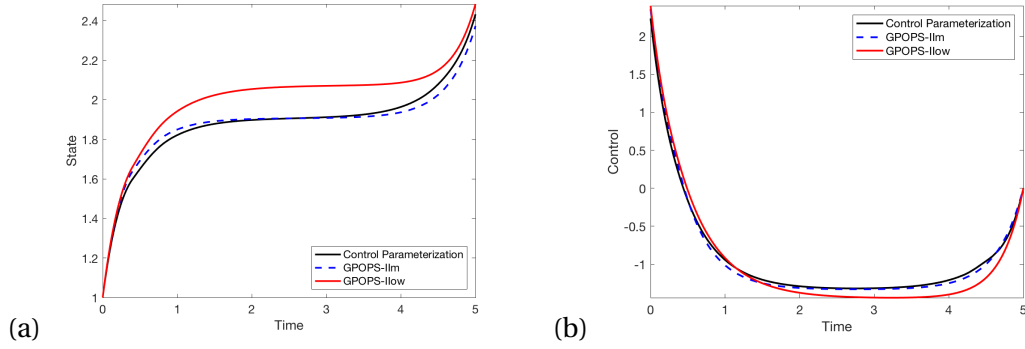 2.4
2.2
2
1.8
1.6
1.4
1.2
1
State
0
1
2
3
4
5
Time
Control Parameterization
GPOPS-IIm
GPOPS-IIow
(a)
2
1.5
1
0.5
0
-0.5
-1
Control
0
1
2
3
4
5
Time
Control Parameterization
GPOPS-IIm
GPOPS-IIow
(b)